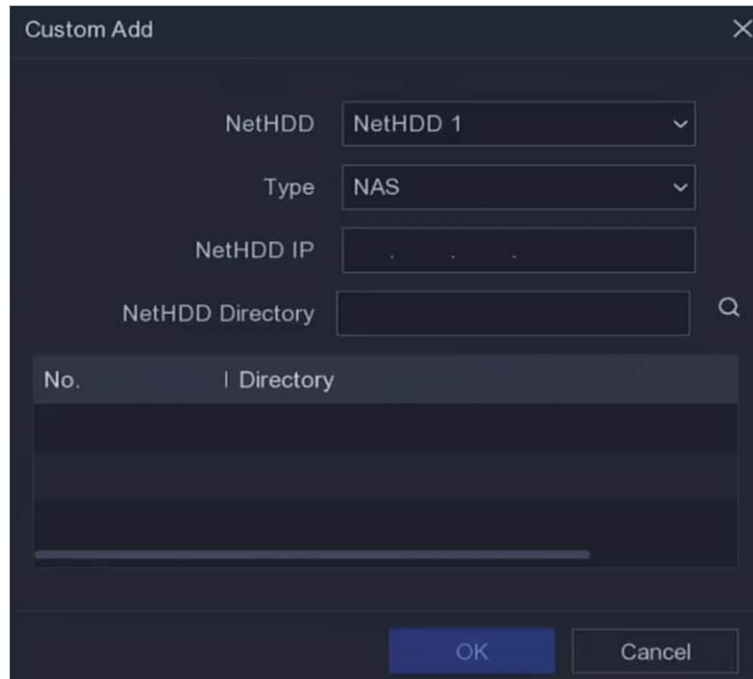 Custom Add
NetHDD NetHDD 1
Type NAS
NetHDD IP . . .
NetHDD Directory
No. Directory
OK Cancel